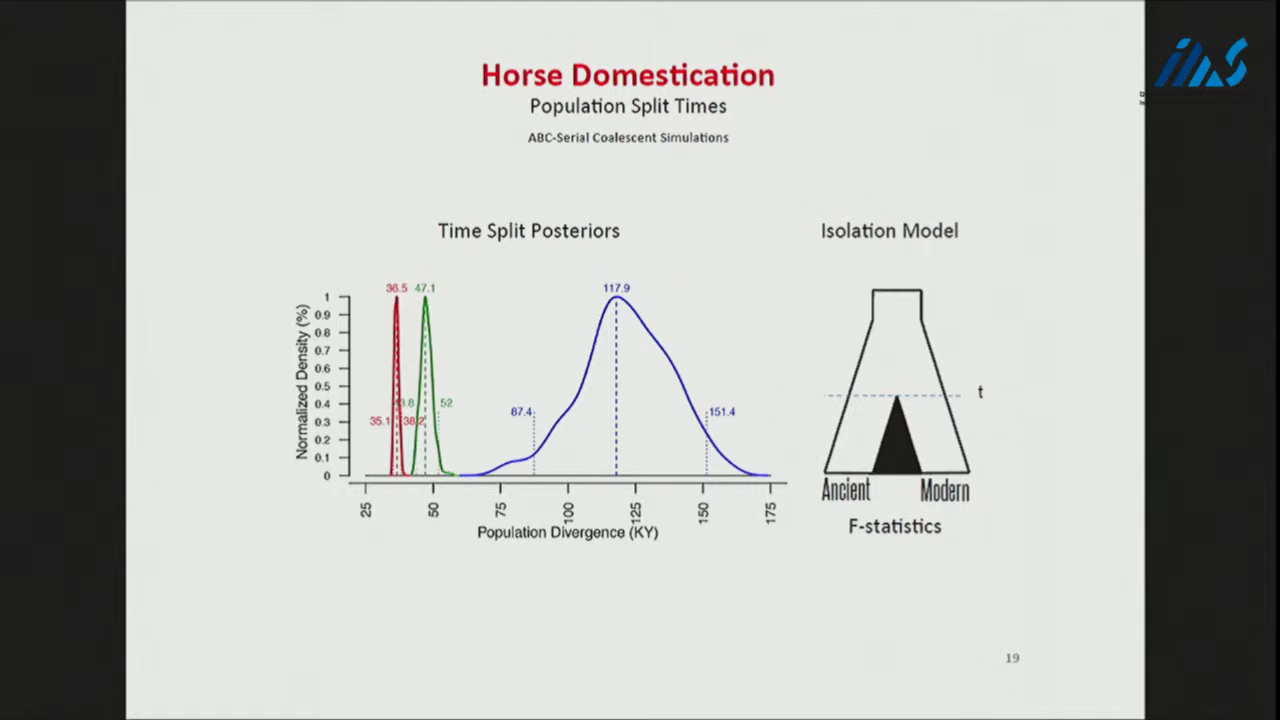 iMS
Horse Domestication
Population Split Times
ABC-Serial Coalescent Simulations
Time Split Posteriors
Isolation Model
36.5 47.1 117.9
Normalized Density (%)
1
0.9
0.8
0.7
0.6
0.5
0.4
0.3
0.2
0.1
0
52
87.4
151.4
35.1
38.2
t
25 50 75 100 125 150 175
Population Divergence (KY)
Ancient Modern
F-statistics
19